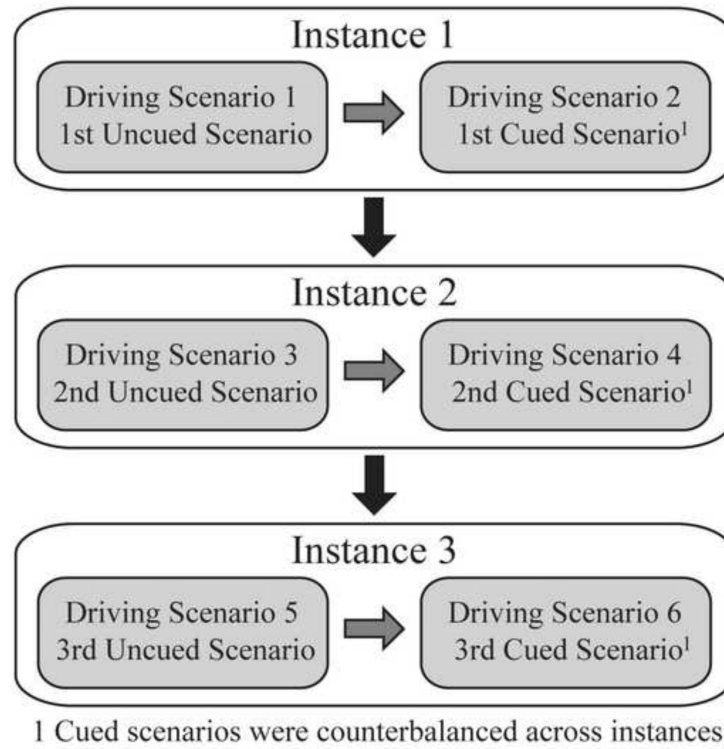 Instance 1
Driving Scenario 1
1st Uncued Scenario
Driving Scenario 2
1st Cued Scenario¹
Instance 2
Driving Scenario 3
2nd Uncued Scenario
Driving Scenario 4
2nd Cued Scenario¹
Instance 3
Driving Scenario 5
3rd Uncued Scenario
Driving Scenario 6
3rd Cued Scenario¹
1 Cued scenarios were counterbalanced across instances